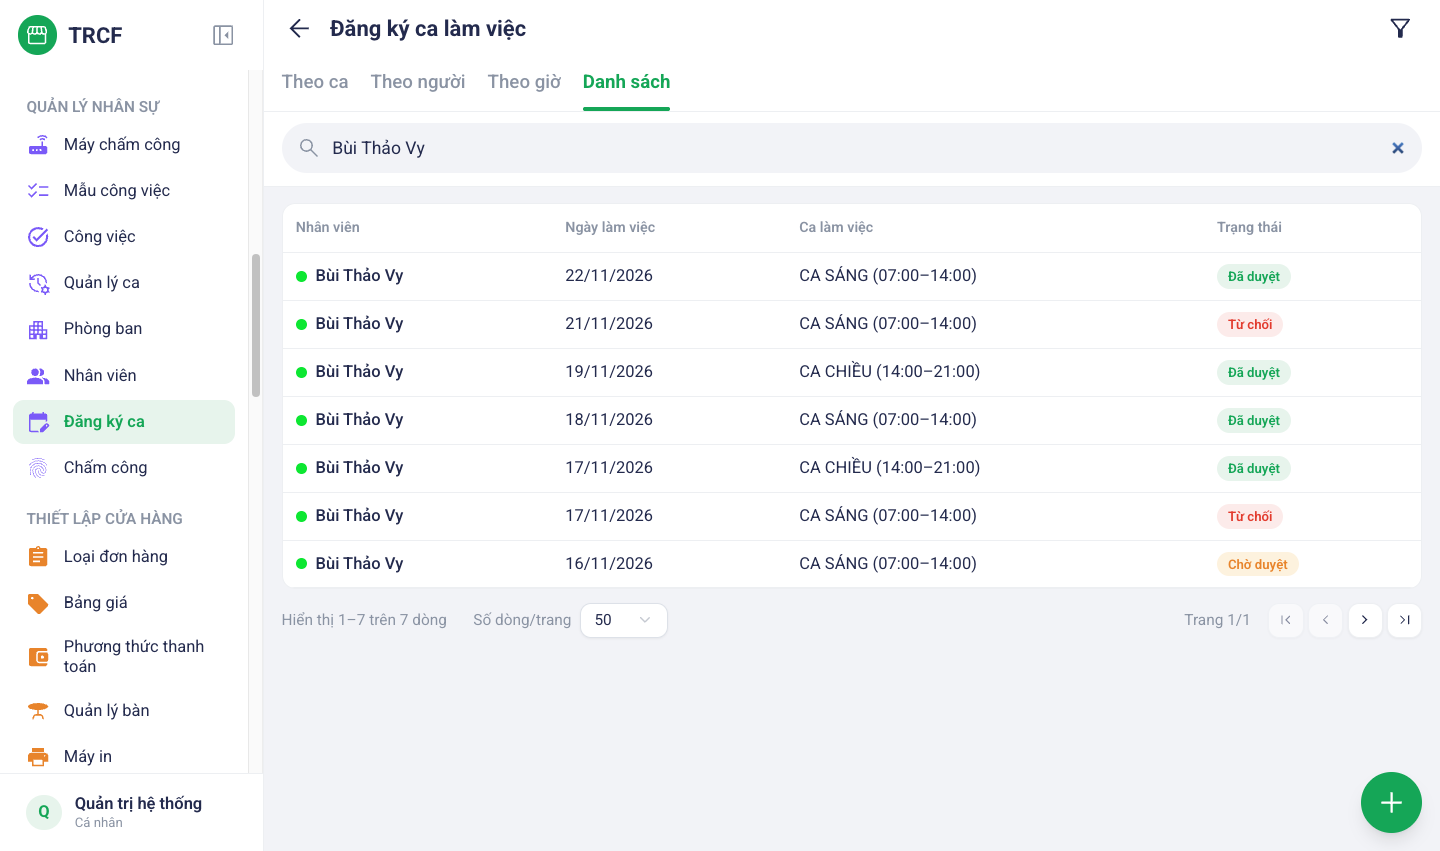 TRCF
QUẢN LÝ NHÂN SỰ
Máy chấm công
Mẫu công việc
Công việc
Quản lý ca
Phòng ban
Nhân viên
Đăng ký ca
Chấm công
THIẾT LẬP CỬA HÀNG
Loại đơn hàng
Bảng giá
Phương thức thanh
toán
Quản lý bàn
Máy in
Q
Quản trị hệ thống
Cá nhân
Đăng ký ca làm việc
Theo ca Theo người Theo giờ Danh sách
Bùi Thảo Vy
Nhân viên Ngày làm việc Ca làm việc Trạng thái
Bùi Thảo Vy 22/11/2026 CA SÁNG (07:00–14:00) Đã duyệt
Bùi Thảo Vy 21/11/2026 CA SÁNG (07:00–14:00) Từ chối
Bùi Thảo Vy 19/11/2026 CA CHIỀU (14:00–21:00) Đã duyệt
Bùi Thảo Vy 18/11/2026 CA SÁNG (07:00–14:00) Đã duyệt
Bùi Thảo Vy 17/11/2026 CA CHIỀU (14:00–21:00) Đã duyệt
Bùi Thảo Vy 17/11/2026 CA SÁNG (07:00–14:00) Từ chối
Bùi Thảo Vy 16/11/2026 CA SÁNG (07:00–14:00) Chờ duyệt
Hiển thị 1–7 trên 7 dòng Số dòng/trang 50 Trang 1/1